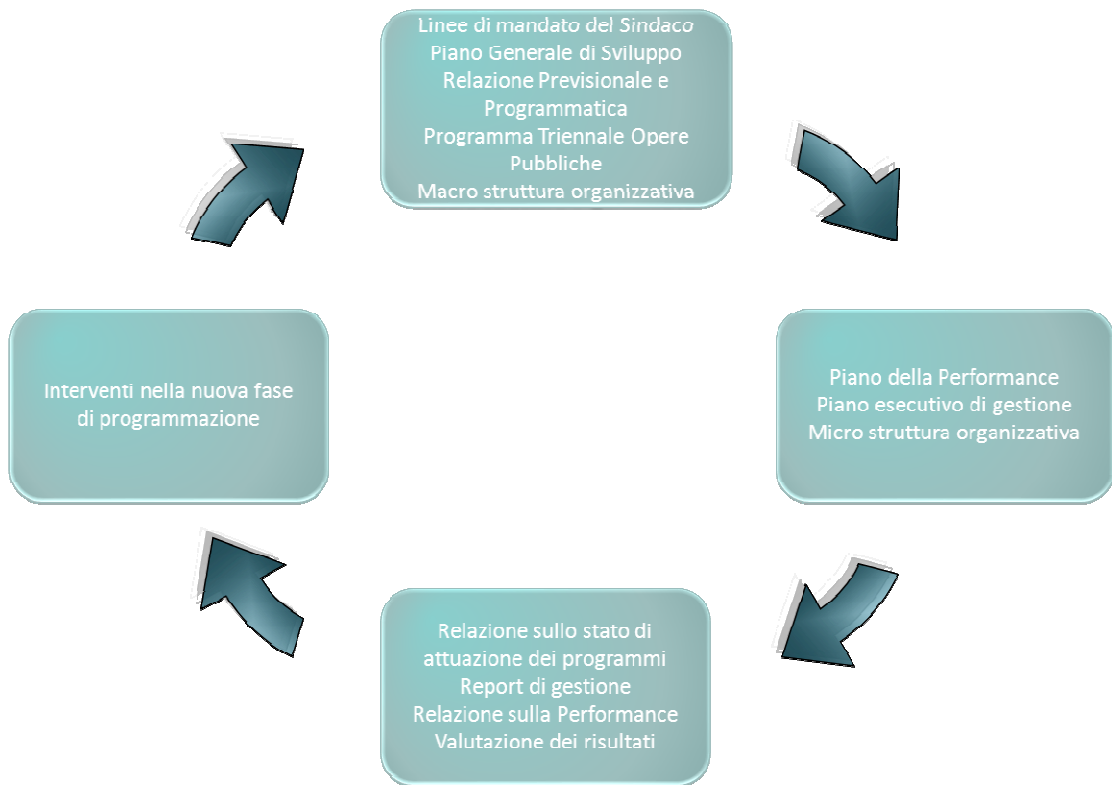 Linee di mandato del Sindaco
Piano Generale di Sviluppo
Relazione Previsionale e
Programmatica
Programma Triennale Opere
Pubbliche
Macro struttura organizzativa
Piano della Performance
Piano esecutivo di gestione
Micro struttura organizzativa
Relazione sullo stato di
attuazione dei programmi
Report di gestione
Relazione sulla Performance
Valutazione dei risultati
Interventi nella nuova fase
di programmazione